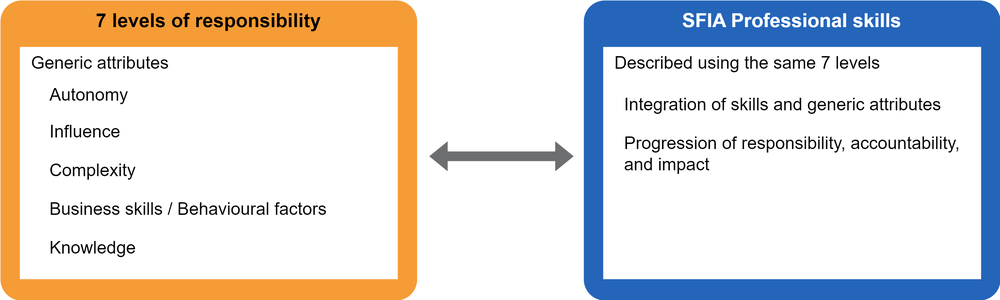 7 levels of responsibility
Generic attributes
Autonomy
Influence
Complexity
Business skills / Behavioural factors
Knowledge
SFIA Professional skills
Described using the same 7 levels
Integration of skills and generic attributes
Progression of responsibility, accountability,
and impact